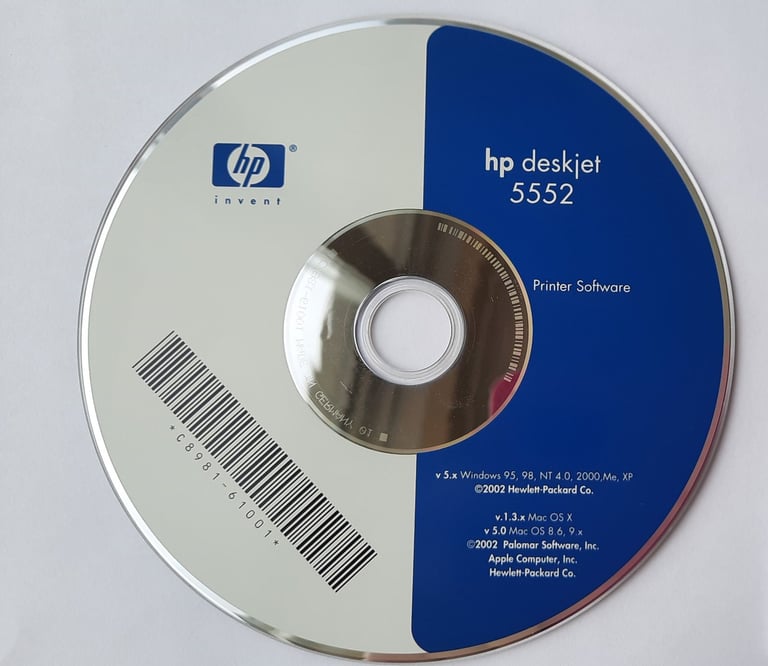 hp ®
invent
hp deskjet
5552
Printer Software
*C8981-61001*
v 5.x Windows 95, 98, NT 4.0, 2000,Me, XP
©2002 Hewlett-Packard Co.
v.1.3.x Mac OS X
v 5.0 Mac OS 8.6, 9.x
©2002 Palomar Software, Inc.
Apple Computer, Inc.
Hewlett-Packard Co.